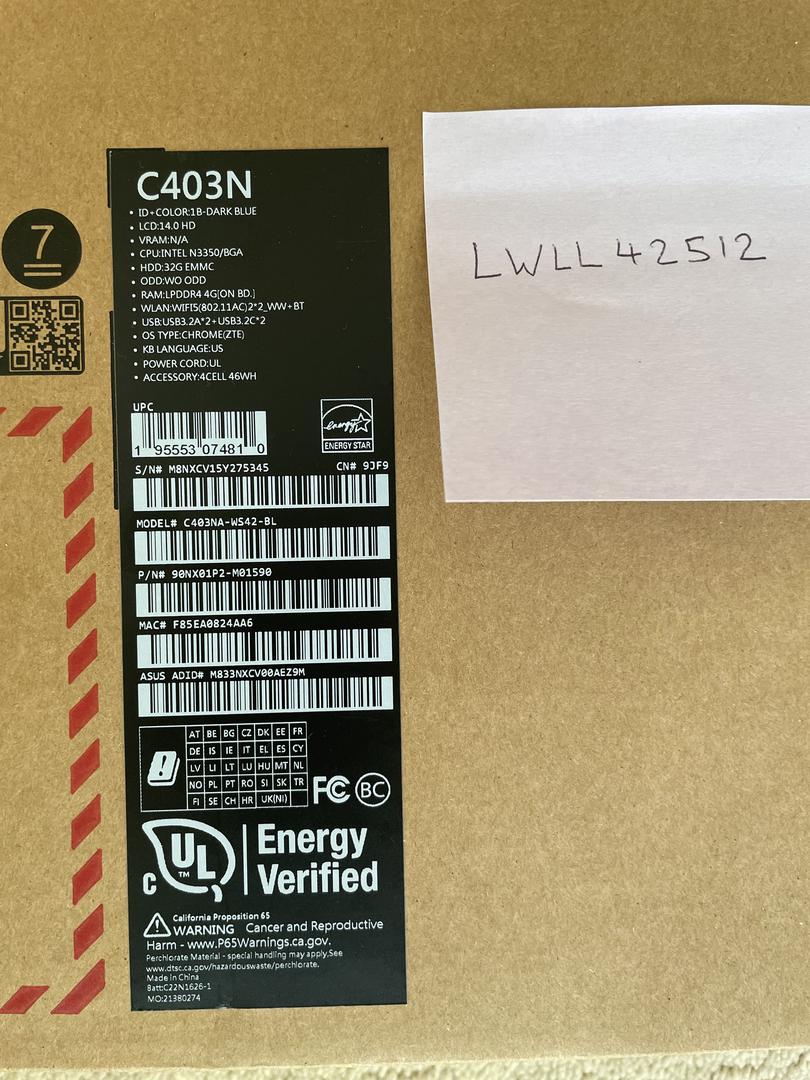 C403N
• ID+COLOR:1B-DARK BLUE
• LCD:14.0 HD
• VRAM:N/A
• CPU:INTEL N3350/BGA
• HDD:32G EMMC
• ODD:WO ODD
• RAM:LPDDR4 4G[ON BD.]
• WLAN:WIFI5(802.11AC)2*2_WW+BT
• USB:USB3.2A*2+USB3.2C*2
• OS TYPE:CHROME(ZTE)
• KB LANGUAGE:US
• POWER CORD:UL
• ACCESSORY:4CELL 46WH
7
UPC
1 95553 07481 0
energy
ENERGY STAR
S/N# M8NXCV15Y275345 CN# 9JF9
MODEL# C403NA-WS42-BL
P/N# 90NX01P2-M01590
MAC# F85EA0824AA6
ASUS ADID# M833NXCV00AEZ9M
AT BE BG CZ DK EE FR
DE IS IE IT EL ES CY
LV LI LT LU HU MT NL
NO PL PT RO SI SK TR
FI SE CH HR UK(NI)
FC BC
C UL TM
Energy
Verified
California Proposition 65
WARNING Cancer and Reproductive
Harm - www.P65Warnings.ca.gov.
Perchlorate Material - special handling may apply.See
www.dtsc.ca.gov/hazardouswaste/perchlorate.
Made in China
Batt:C22N1626-1
MO:21380274
LWLL42512